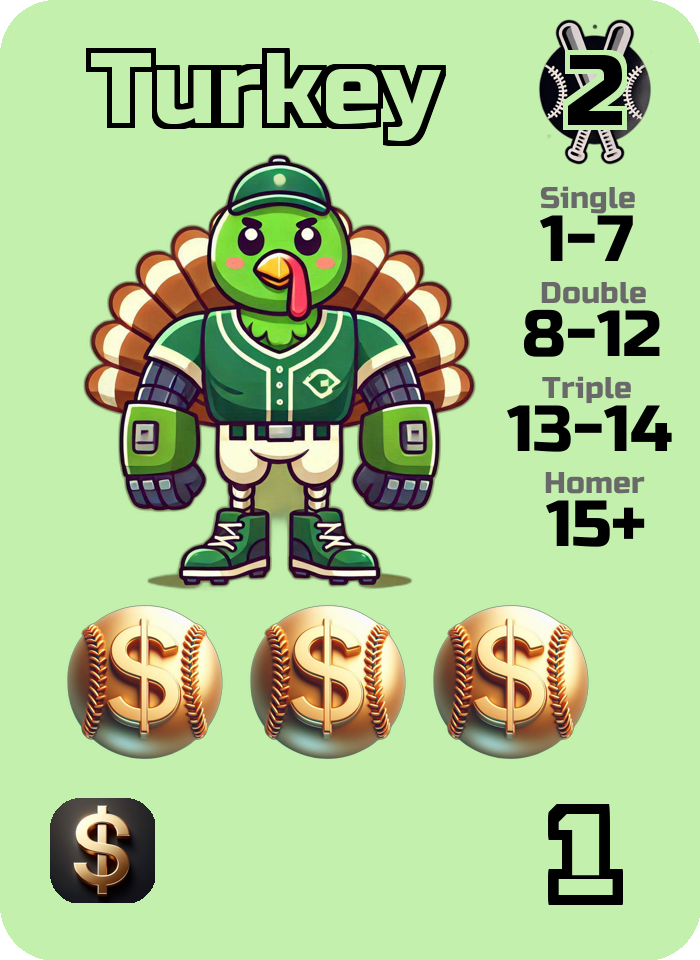 Turkey
2
Single
1-7
Double
8-12
Triple
13-14
Homer
15+
$ $ $
$
1